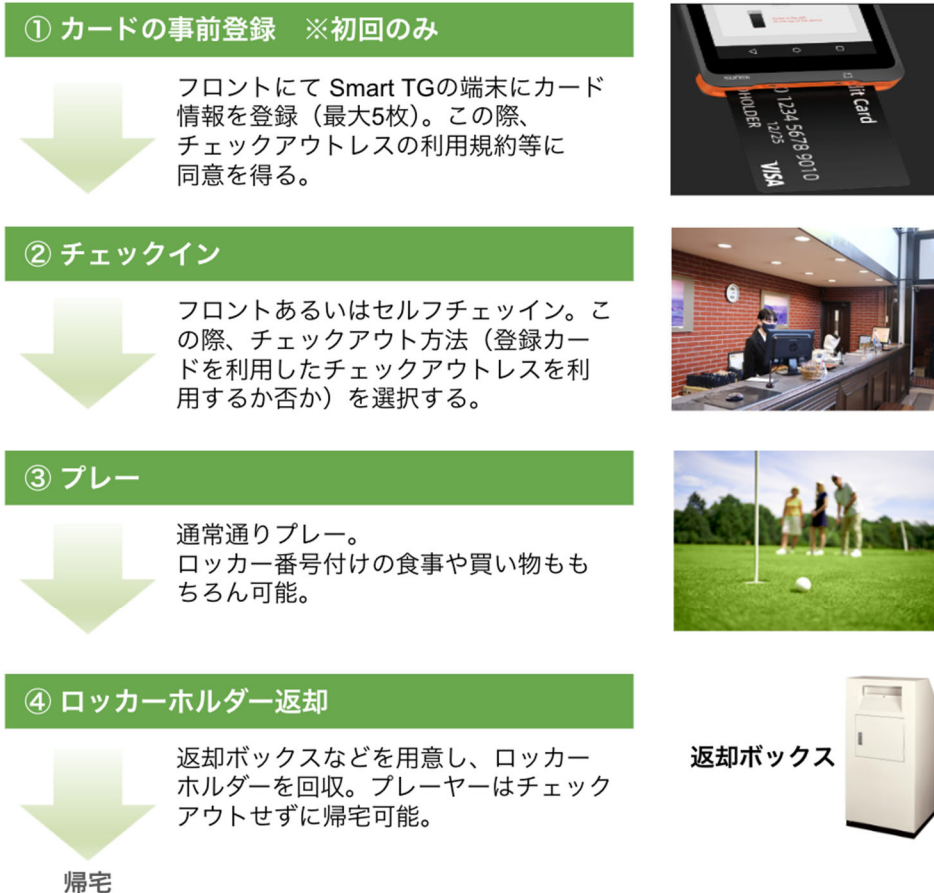 ① カードの事前登録　※初回のみ
フロントにて Smart TGの端末にカード
情報を登録（最大5枚）。この際、
チェックアウトレスの利用規約等に
同意を得る。
dit Card
1234 5678 9010
12/25
HOLDER
VISA
② チェックイン
フロントあるいはセルフチェッイン。こ
の際、チェックアウト方法（登録カー
ドを利用したチェックアウトレスを利
用するか否か）を選択する。
③ プレー
通常通りプレー。
ロッカー番号付けの食事や買い物もも
ちろん可能。
④ ロッカーホルダー返却
返却ボックスなどを用意し、ロッカー
ホルダーを回収。プレーヤーはチェック
アウトせずに帰宅可能。
返却ボックス
帰宅